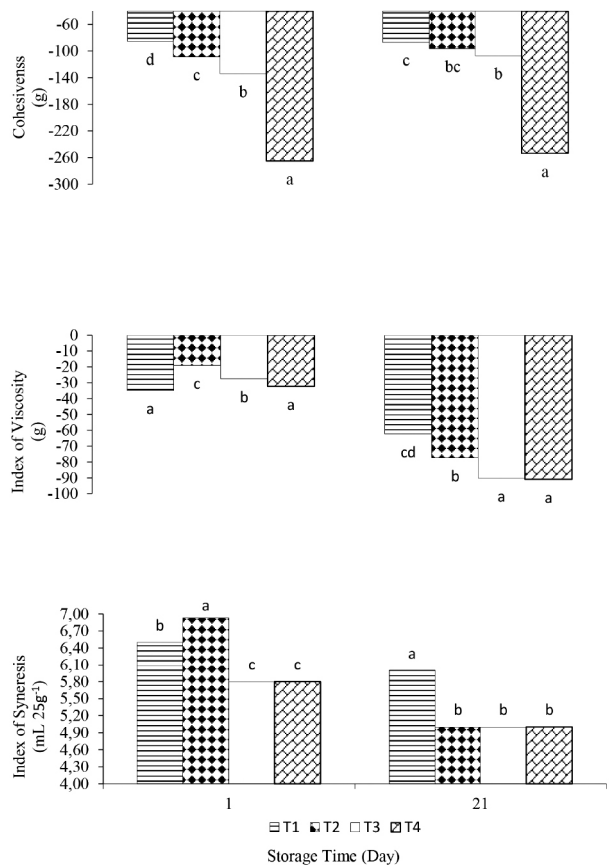 Cohesivenss
(g)
-60
-100
-140
-180
-220
-260
-300
d
c
b
a
c
bc
b
a
Index of Viscosity
(g)
0
-10
-20
-30
-40
-50
-60
-70
-80
-90
-100
a
c
b
a
cd
b
a
a
Index of Syneresis
(mL 25g⁻¹)
7,00
6,70
6,40
6,10
5,80
5,50
5,20
4,90
4,60
4,30
4,00
b
a
c
c
a
b
b
b
1
21
T1 T2 T3 T4
Storage Time (Day)